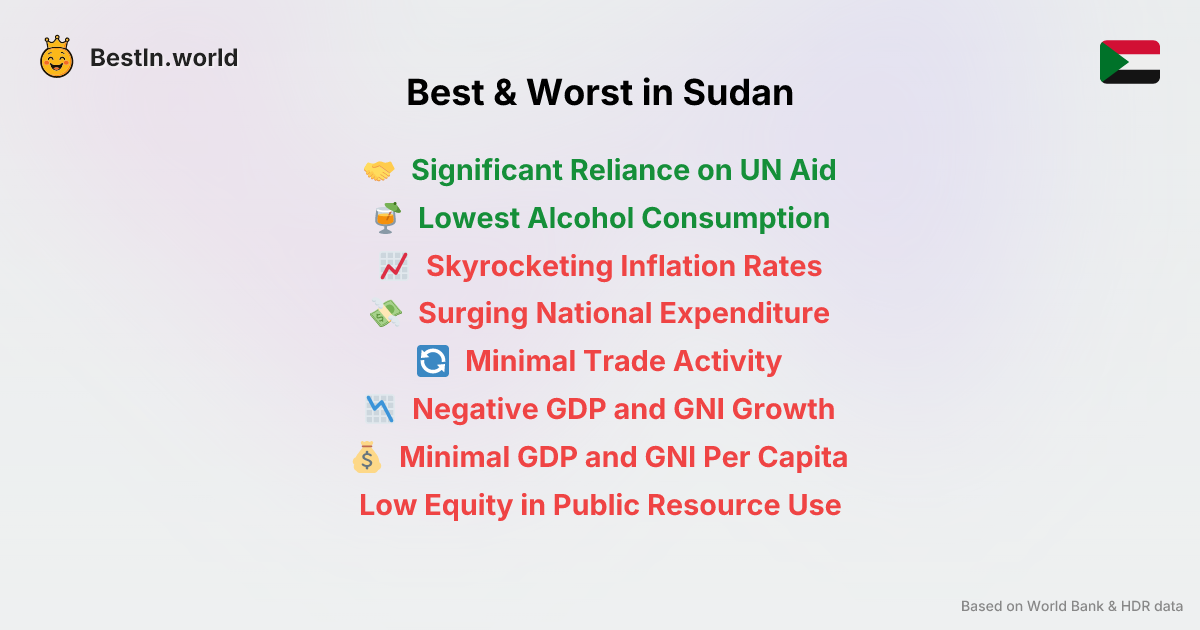 BestIn.world
Best & Worst in Sudan
Significant Reliance on UN Aid
Lowest Alcohol Consumption
Skyrocketing Inflation Rates
Surging National Expenditure
Minimal Trade Activity
Negative GDP and GNI Growth
Minimal GDP and GNI Per Capita
Low Equity in Public Resource Use
Based on World Bank & HDR data